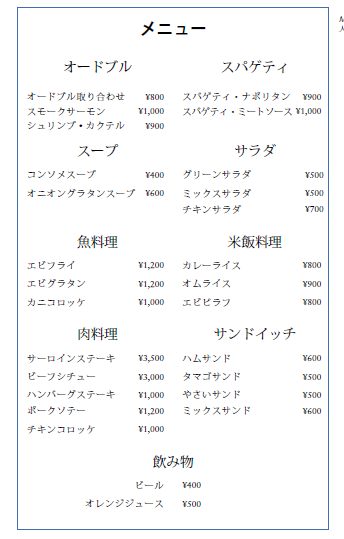 メニュー
オードブル
オードブル取り合わせ ¥800
スモークサーモン ¥1,000
シュリンプ・カクテル ¥900
スパゲティ
スパゲティ・ナポリタン ¥900
スパゲティ・ミートソース ¥1,000
スープ
コンソメスープ ¥400
オニオングラタンスープ ¥600
サラダ
グリーンサラダ ¥500
ミックスサラダ ¥500
チキンサラダ ¥700
魚料理
エビフライ ¥1,200
エビグラタン ¥1,200
カニコロッケ ¥1,000
米飯料理
カレーライス ¥800
オムライス ¥900
エビピラフ ¥800
肉料理
サーロインステーキ ¥3,500
ビーフシチュー ¥3,000
ハンバーグステーキ ¥1,000
ポークソテー ¥1,200
チキンコロッケ ¥1,000
サンドイッチ
ハムサンド ¥600
タマゴサンド ¥500
やさいサンド ¥500
ミックスサンド ¥600
飲み物
ビール ¥400
オレンジジュース ¥500